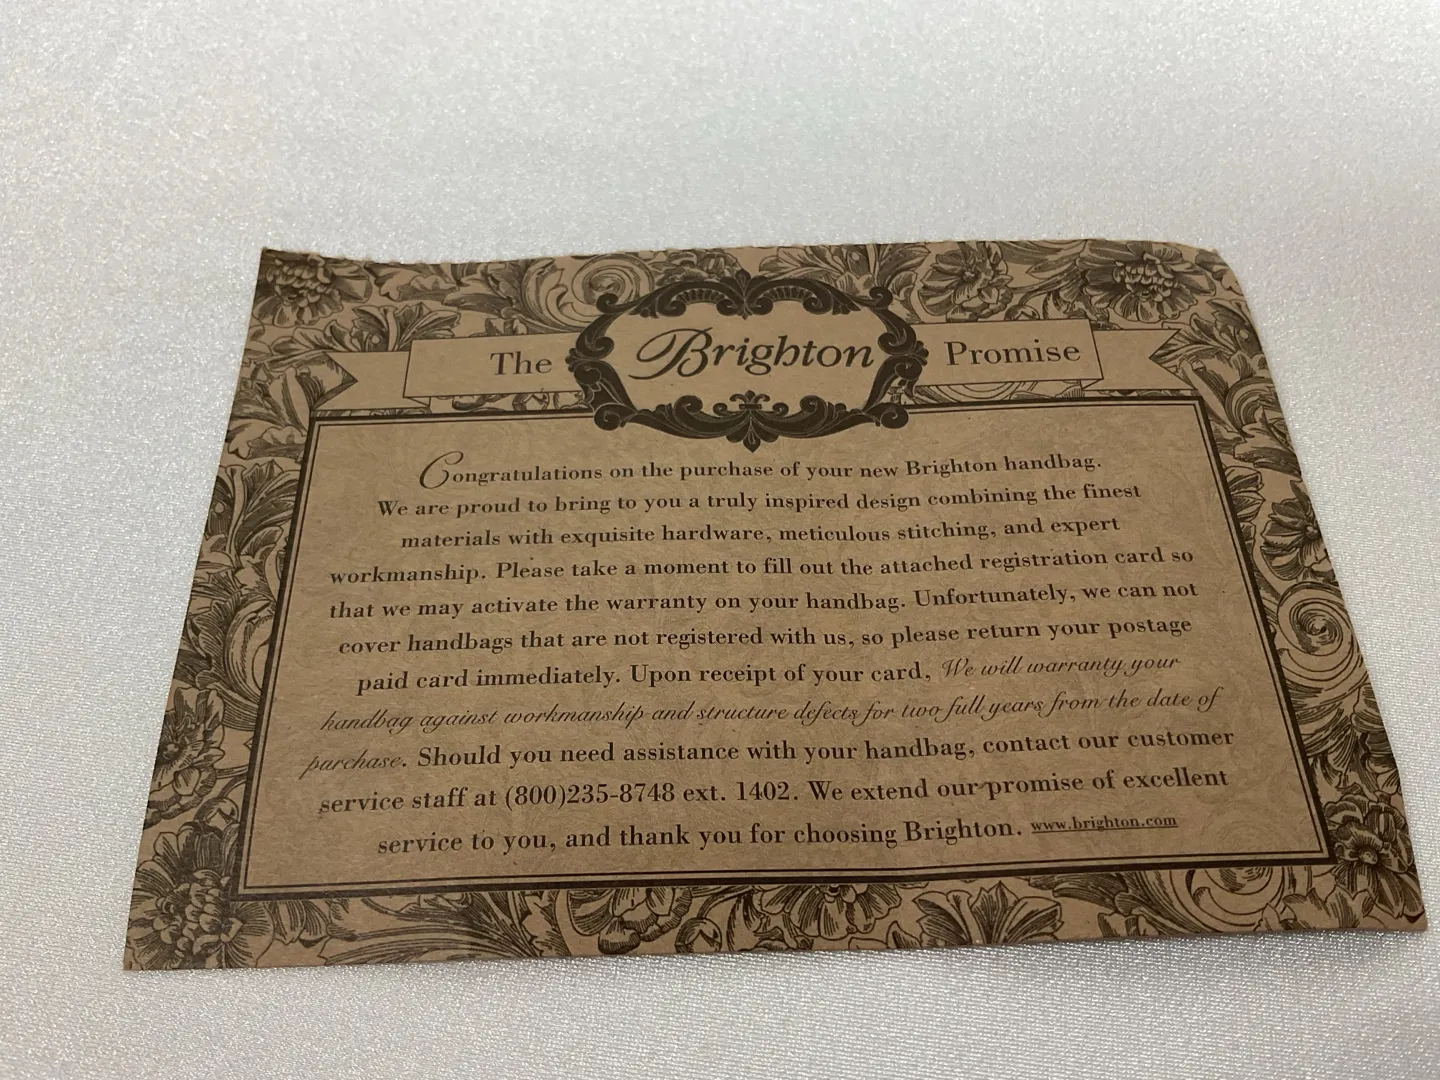 The Brighton Promise
Congratulations on the purchase of your new Brighton handbag.
We are proud to bring to you a truly inspired design combining the finest
materials with exquisite hardware, meticulous stitching, and expert
workmanship. Please take a moment to fill out the attached registration card so
that we may activate the warranty on your handbag. Unfortunately, we can not
cover handbags that are not registered with us, so please return your postage
paid card immediately. Upon receipt of your card, We will warranty your
handbag against workmanship and structure defects for two full years from the date of
purchase. Should you need assistance with your handbag, contact our customer
service staff at (800)235-8748 ext. 1402. We extend our promise of excellent
service to you, and thank you for choosing Brighton. www.brighton.com